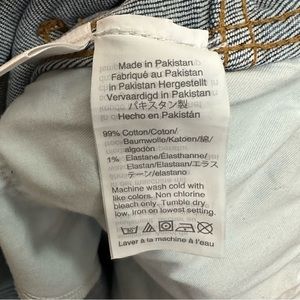 Made in Pakistan
Fabriqué au Pakistan
in Pakistan Hergestellt
Vervaardigd in Pakistan
パキスタン製
Hecho en Pakistán
99% Cotton/Coton/
Baumwolle/Katoen/綿/
algodón
1% Elastane/Élasthanne/
Elastan/Elastaan/エラス
テーン/elastano
Machine wash cold with
like colors. Non chlorine
bleach only. Tumble dry
low. Iron on lowest setting.
Laver à la machine à l'eau